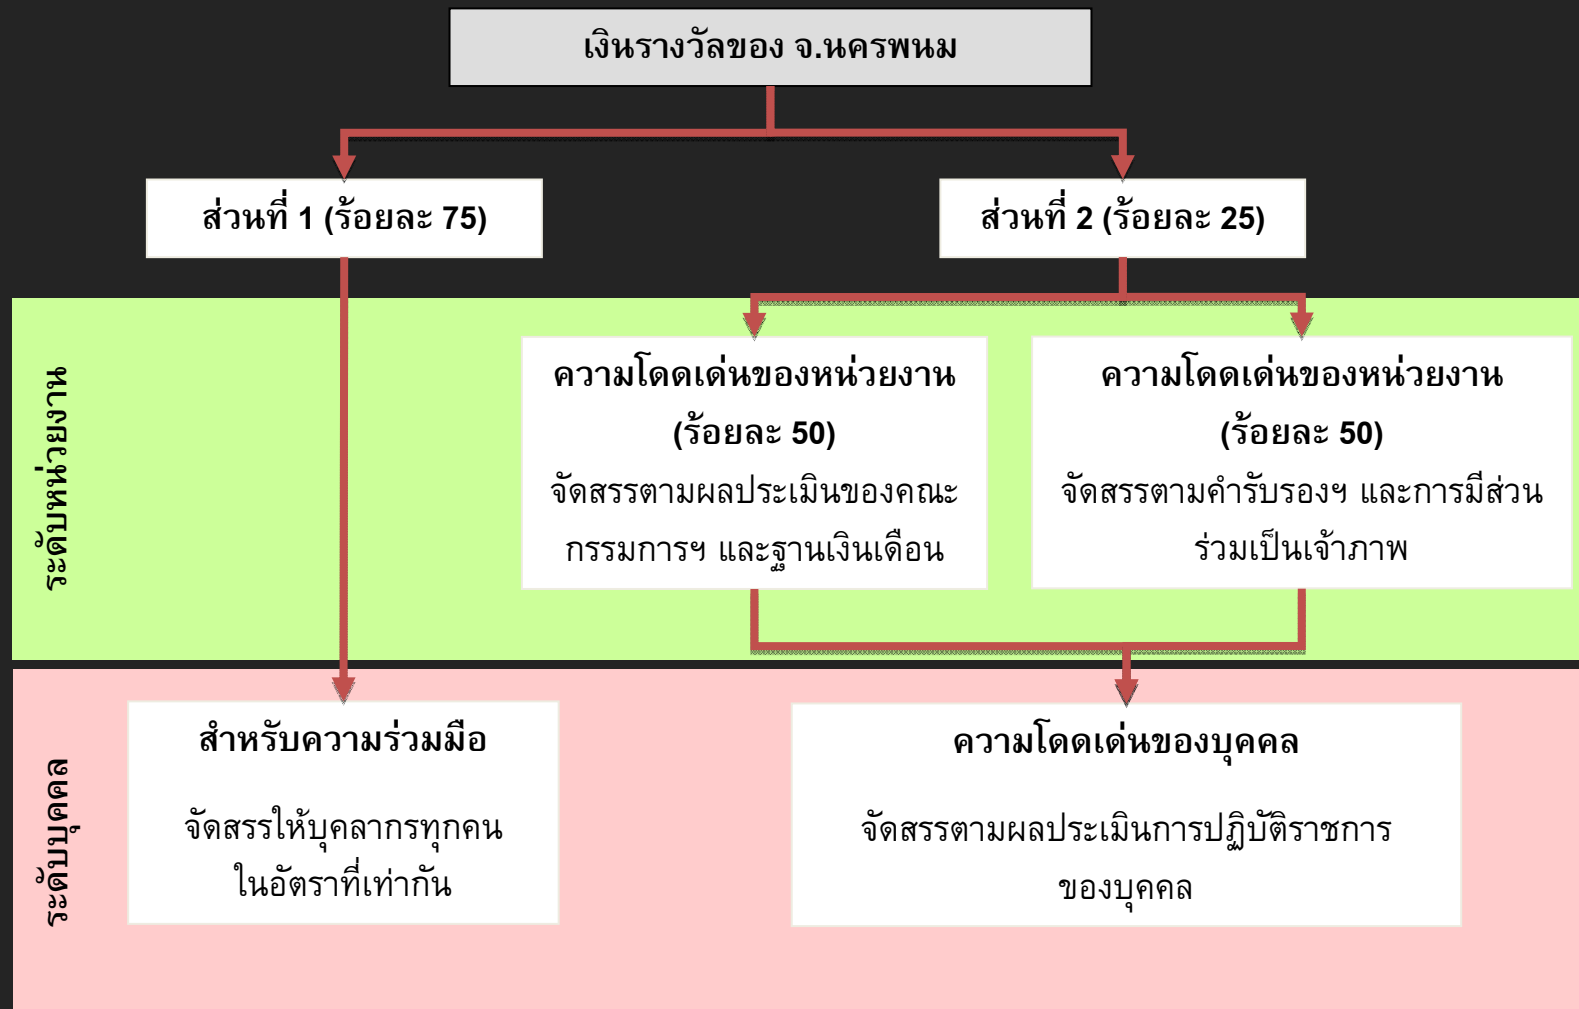 เงินรางวัลของ จ.นครพนม
ส่วนที่ 1 (ร้อยละ 75)
ส่วนที่ 2 (ร้อยละ 25)
ระดับหน่วยงาน
ความโดดเด่นของหน่วยงาน
(ร้อยละ 50)
จัดสรรตามผลประเมินของคณะ
กรรมการฯ และฐานเงินเดือน
ความโดดเด่นของหน่วยงาน
(ร้อยละ 50)
จัดสรรตามคำรับรองฯ และการมีส่วน
ร่วมเป็นเจ้าภาพ
ระดับบุคคล
สำหรับความร่วมมือ
จัดสรรให้บุคลากรทุกคน
ในอัตราที่เท่ากัน
ความโดดเด่นของบุคคล
จัดสรรตามผลประเมินการปฏิบัติราชการ
ของบุคคล